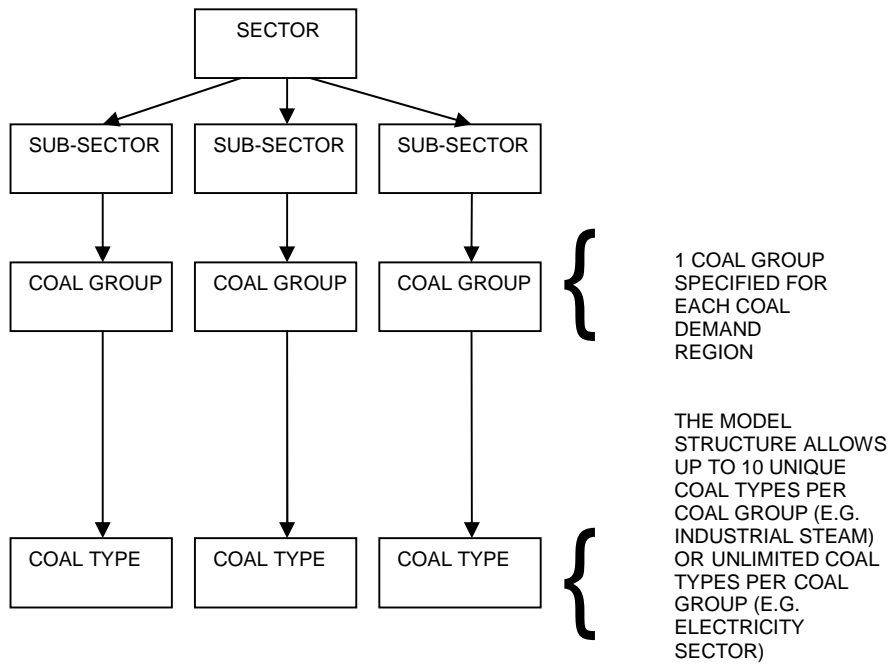 SECTOR
SUB-SECTOR
SUB-SECTOR
SUB-SECTOR
COAL GROUP
COAL GROUP
COAL GROUP
1 COAL GROUP
SPECIFIED FOR
EACH COAL
DEMAND
REGION
COAL TYPE
COAL TYPE
COAL TYPE
THE MODEL
STRUCTURE ALLOWS
UP TO 10 UNIQUE
COAL TYPES PER
COAL GROUP (E.G.
INDUSTRIAL STEAM)
OR UNLIMITED COAL
TYPES PER COAL
GROUP (E.G.
ELECTRICITY
SECTOR)